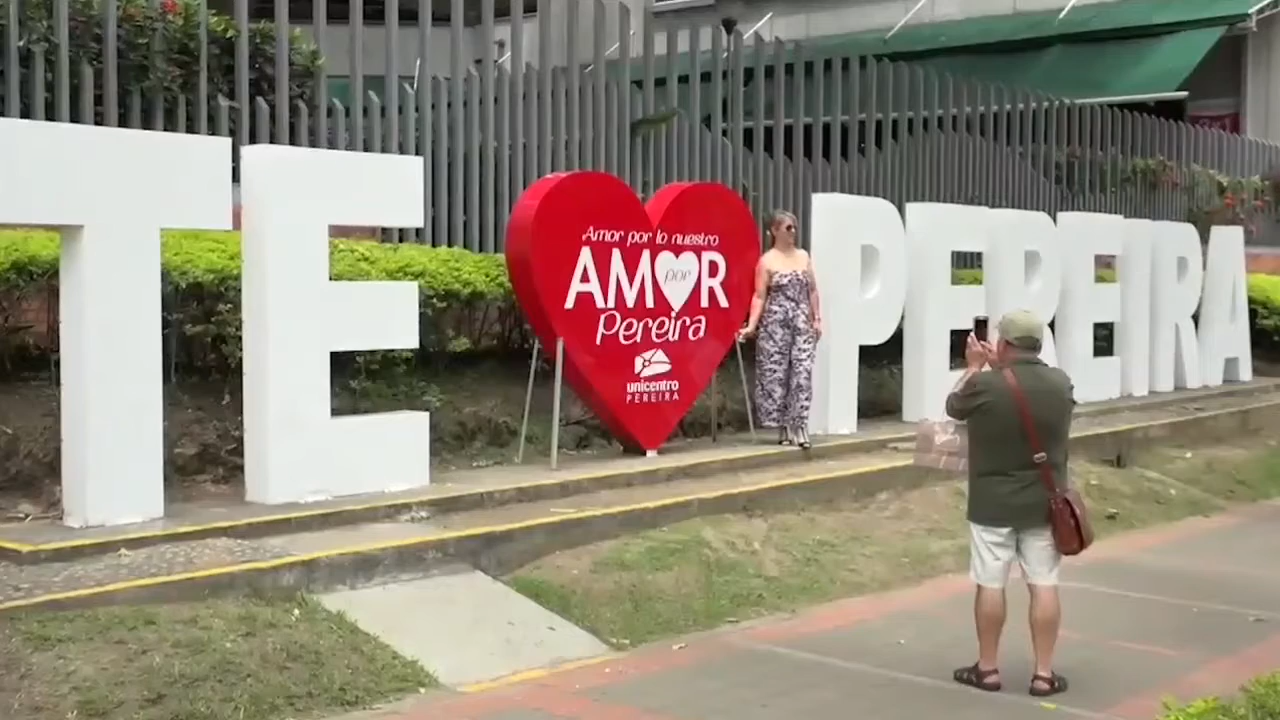 TE
Amor por lo nuestro
AMOR
por
Pereira
unicentro
PEREIRA
PEREIRA